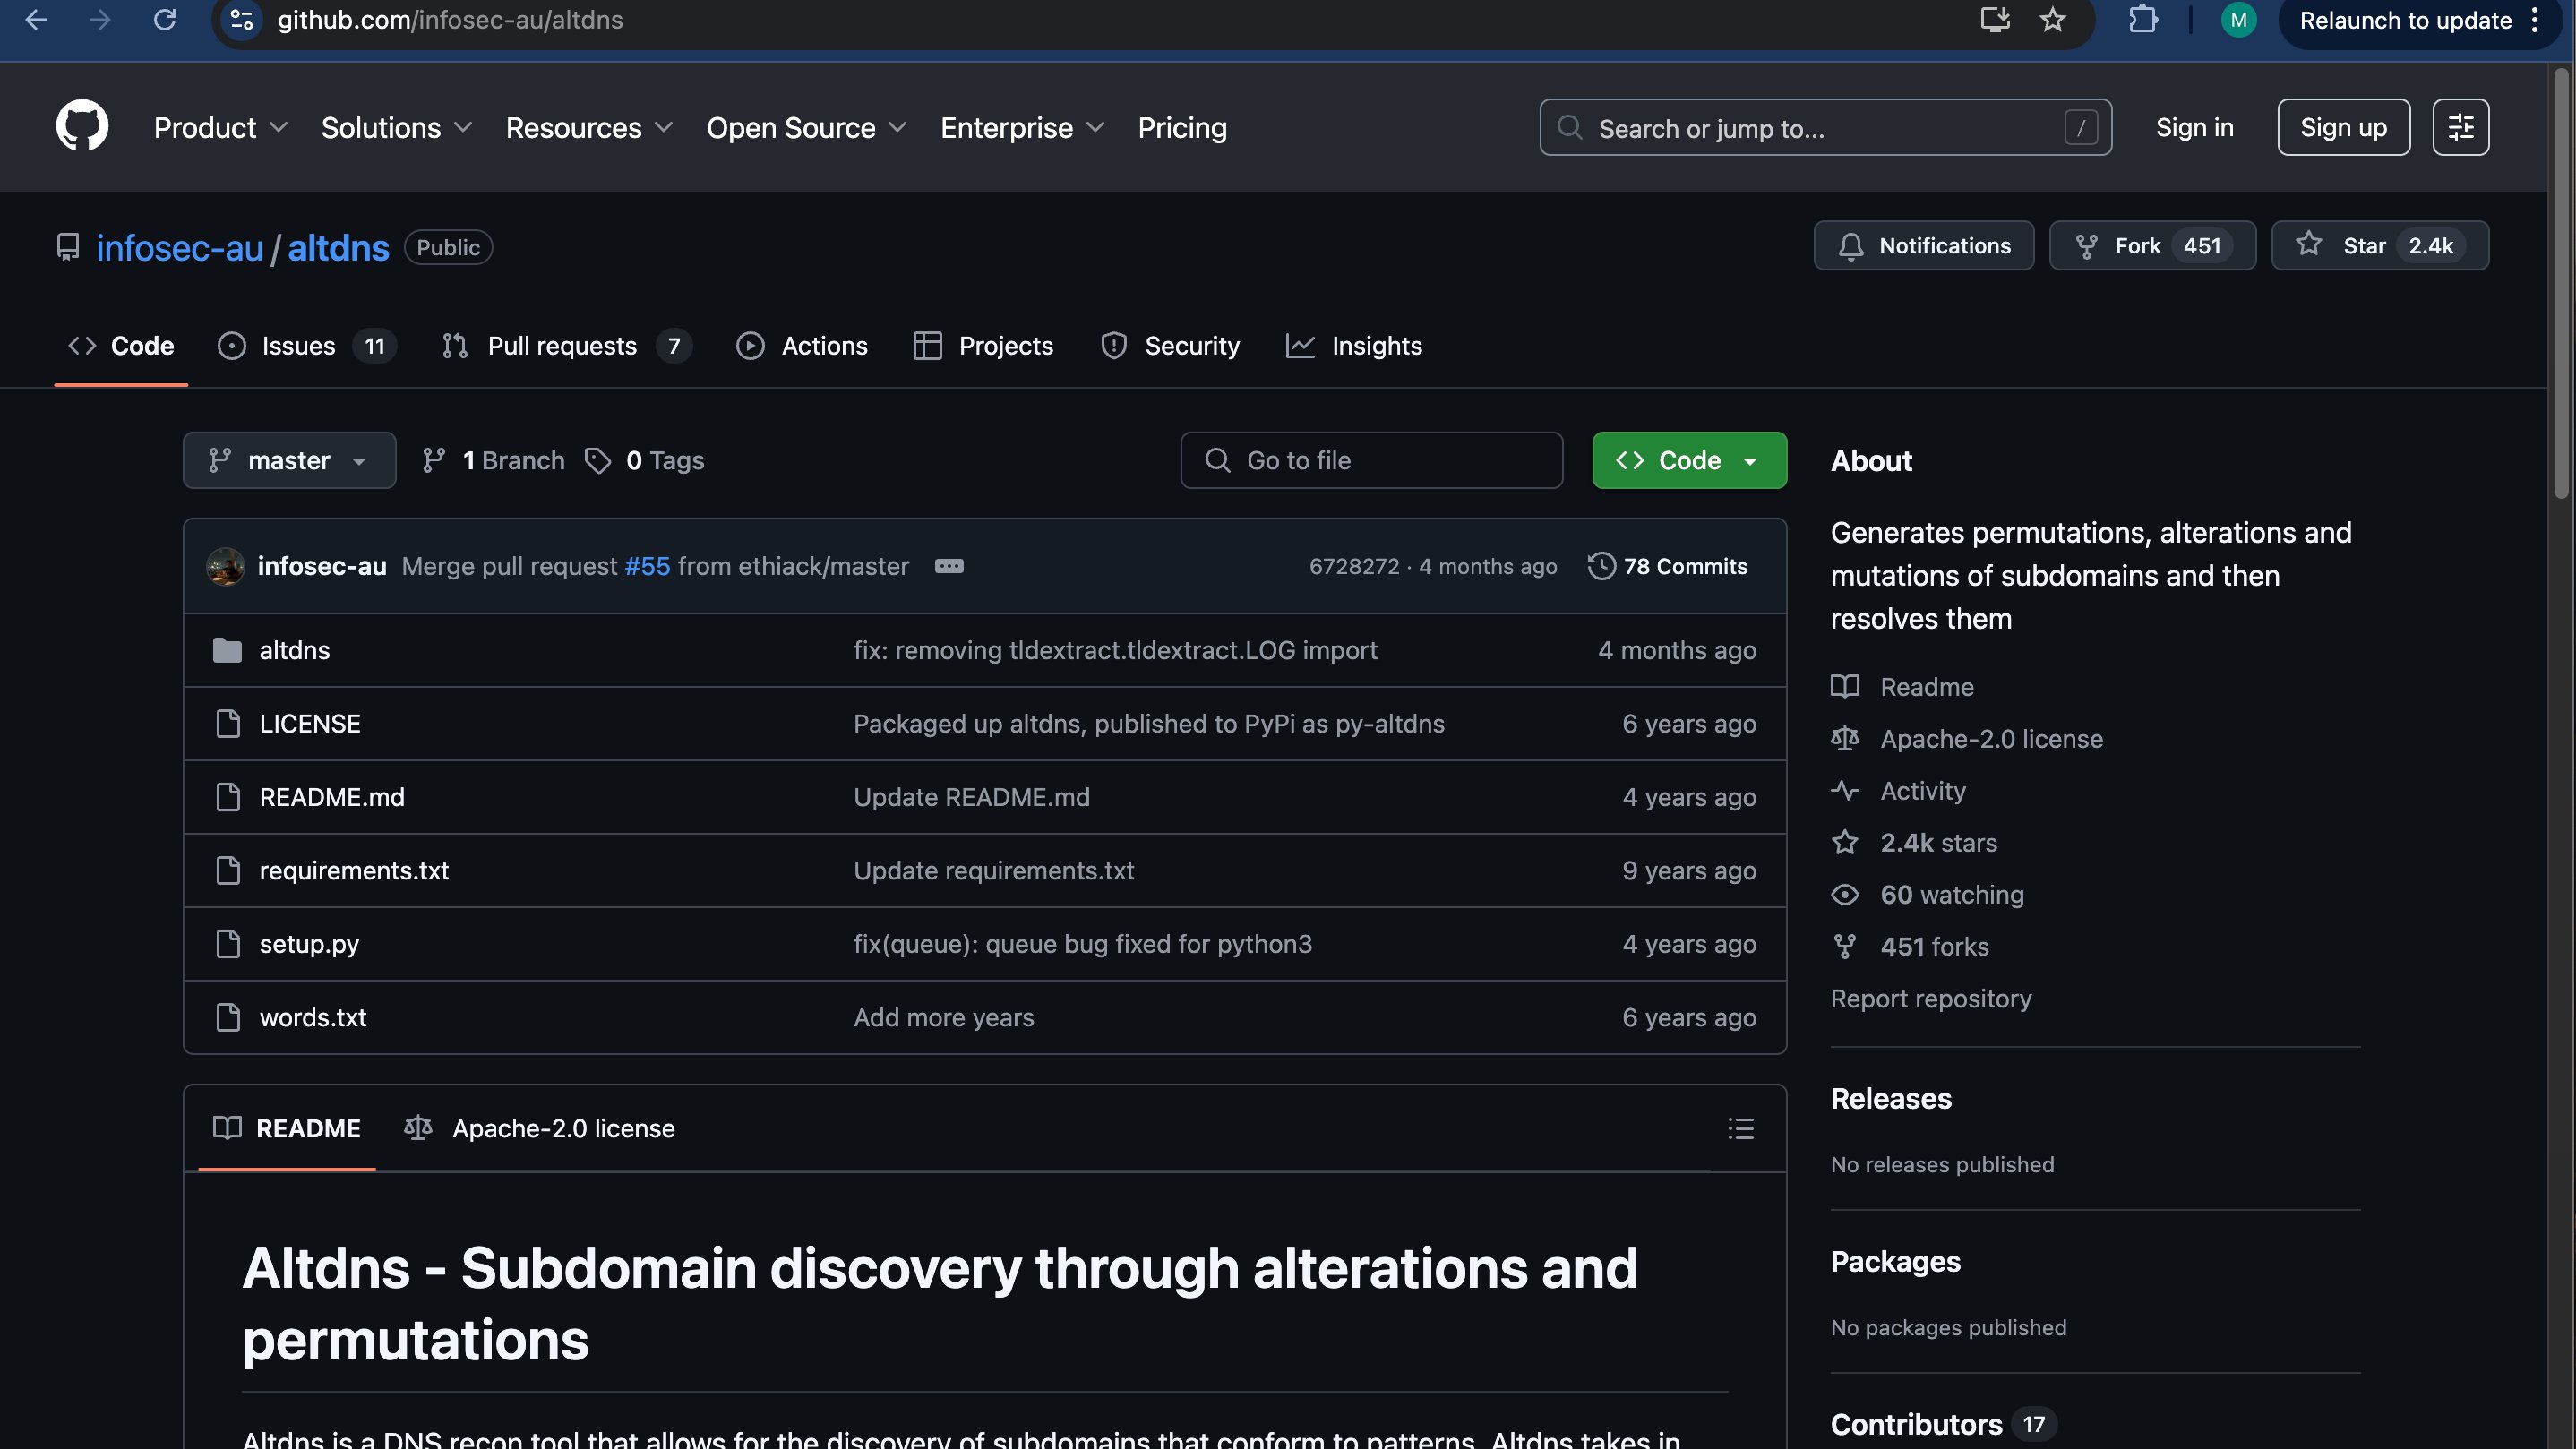 github.com/infosec-au/altdns
M
Relaunch to update
Product
Solutions
Resources
Open Source
Enterprise
Pricing
Search or jump to...
/
Sign in
Sign up
infosec-au / altdns
Public
Notifications
Fork 451
Star 2.4k
Code
Issues 11
Pull requests 7
Actions
Projects
Security
Insights
master
1 Branch
0 Tags
Go to file
Code
infosec-au Merge pull request #55 from ethiack/master
6728272 · 4 months ago
78 Commits
altdns fix: removing tldextract.tldextract.LOG import 4 months ago
LICENSE Packaged up altdns, published to PyPi as py-altdns 6 years ago
README.md Update README.md 4 years ago
requirements.txt Update requirements.txt 9 years ago
setup.py fix(queue): queue bug fixed for python3 4 years ago
words.txt Add more years 6 years ago
README
Apache-2.0 license
Altdns - Subdomain discovery through alterations and
permutations
Altdns is a DNS recon tool that allows for the discovery of subdomains that conform to patterns. Altdns takes in
About
Generates permutations, alterations and
mutations of subdomains and then
resolves them
Readme
Apache-2.0 license
Activity
2.4k stars
60 watching
451 forks
Report repository
Releases
No releases published
Packages
No packages published
Contributors 17